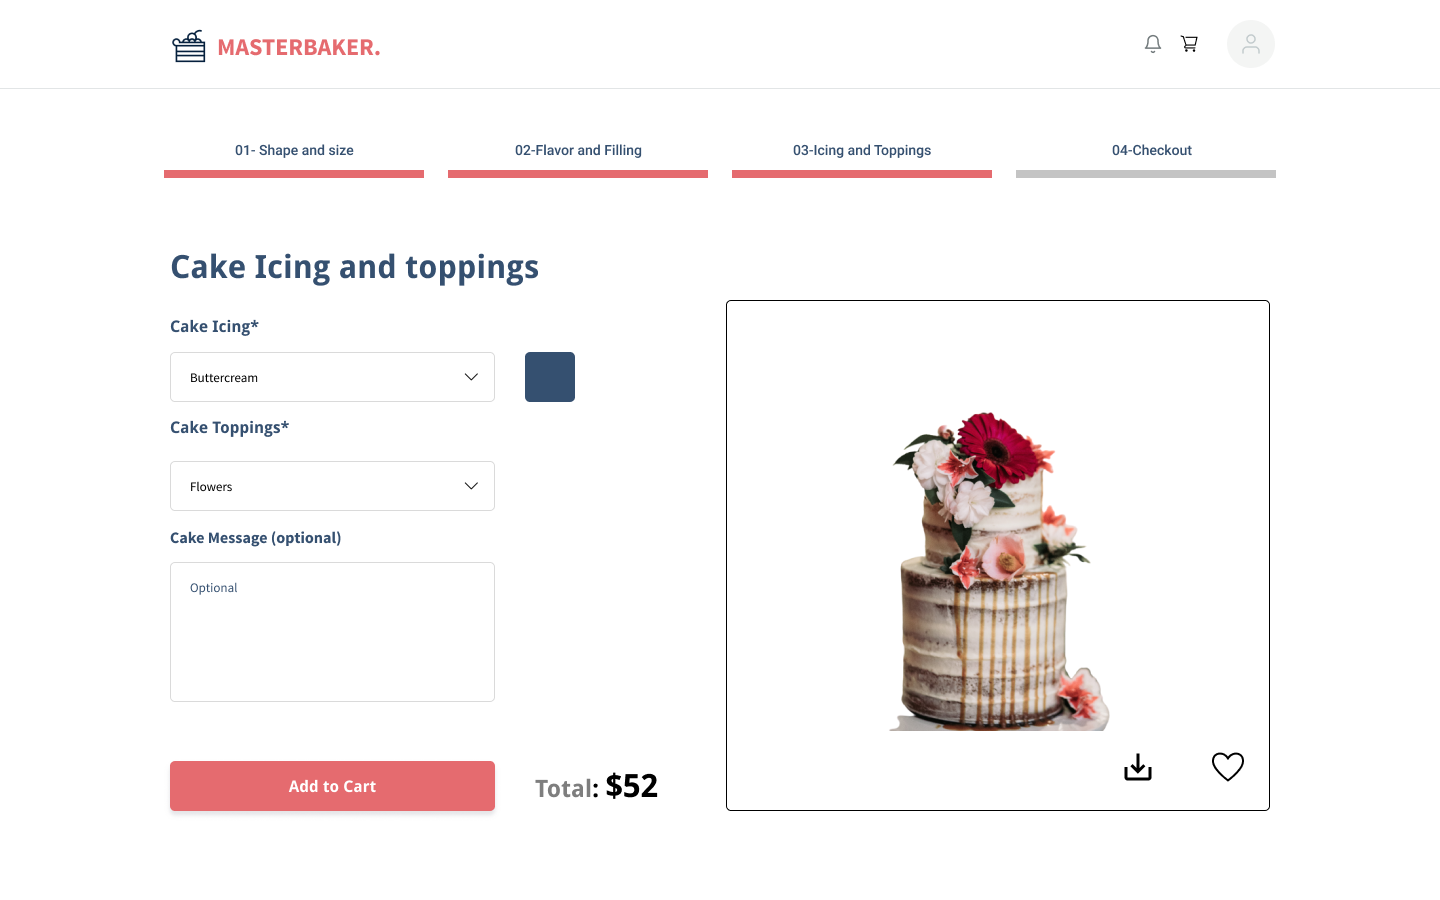 MASTERBAKER.
01- Shape and size
02-Flavor and Filling
03-Icing and Toppings
04-Checkout
Cake Icing and toppings
Cake Icing*
Buttercream
Cake Toppings*
Flowers
Cake Message (optional)
Optional
Add to Cart
Total: $52